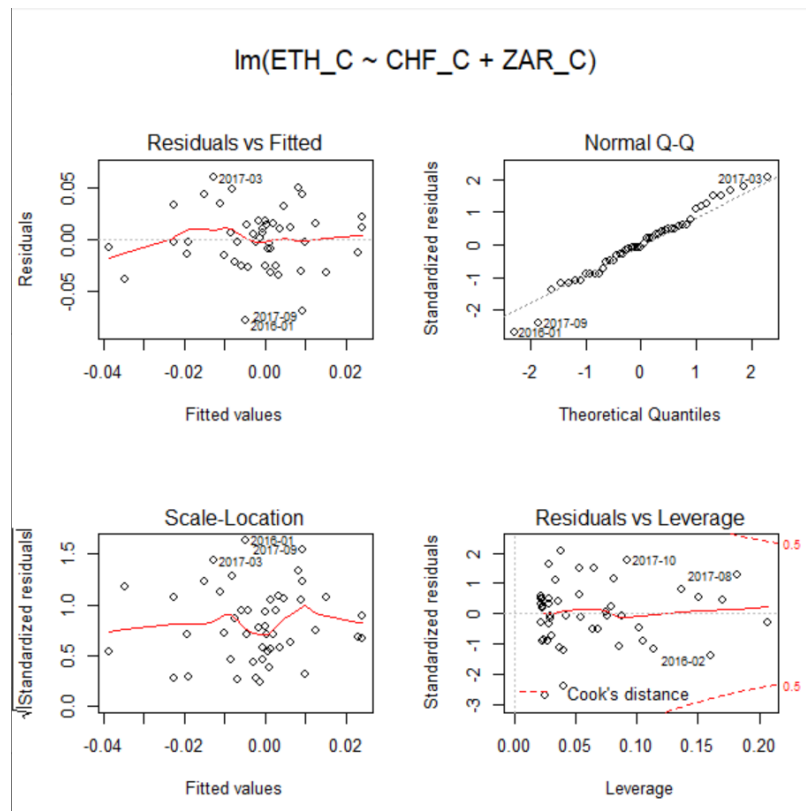 lm(ETH_C ~ CHF_C + ZAR_C)
Residuals vs Fitted
Residuals
0.05
0.00
-0.05
2017-03
2017-09
2016-01
-0.04 -0.02 0.00 0.02
Fitted values
Normal Q-Q
Standardized residuals
2
1
0
-1
-2
2017-03
2017-09
2016-01
-2 -1 0 1 2
Theoretical Quantiles
Scale-Location
√|Standardized residuals|
1.5
1.0
0.5
0.0
2016-01
2017-09
2017-03
-0.04 -0.02 0.00 0.02
Fitted values
Residuals vs Leverage
Standardized residuals
2
1
0
-1
-2
-3
2017-10
2017-08
2016-02
0.5
0.5
Cook's distance
0.00 0.05 0.10 0.15 0.20
Leverage